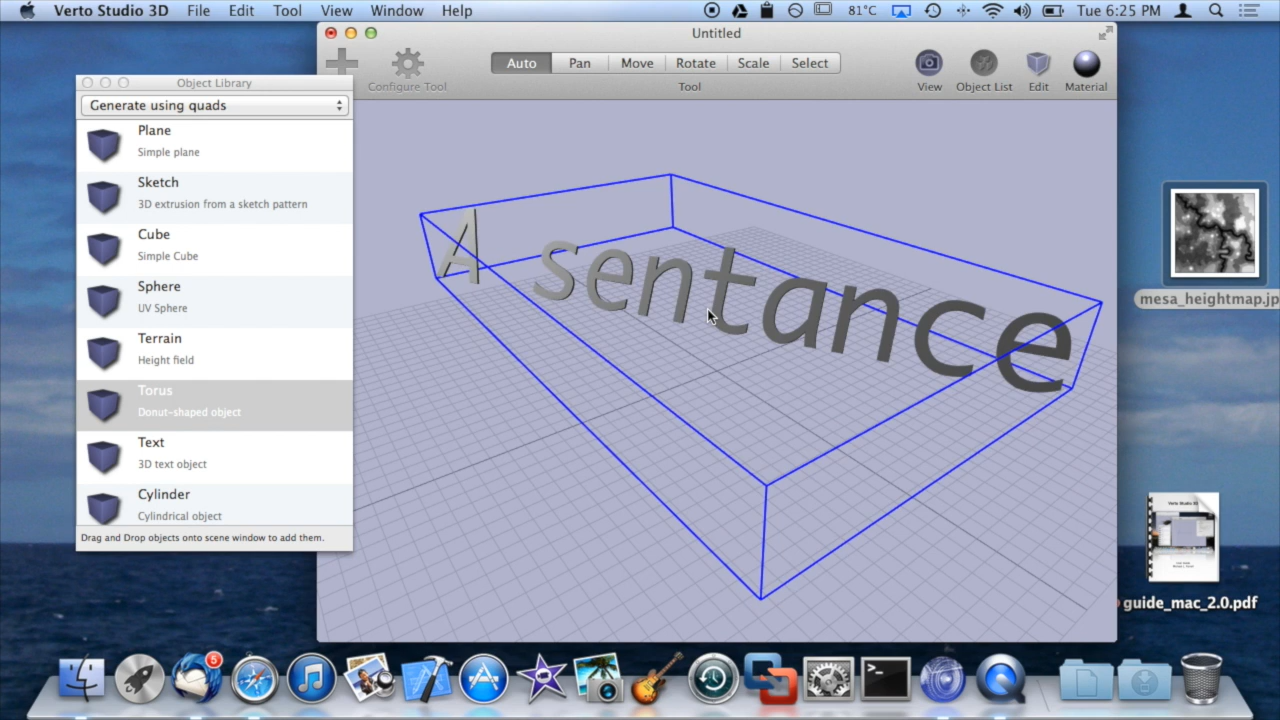 Verto Studio 3D File Edit Tool View Window Help 81°C Tue 6:25 PM
Untitled
Auto Pan Move Rotate Scale Select
Configure Tool Tool View Object List Edit Material
Object Library
Generate using quads
Plane
Simple plane
Sketch
3D extrusion from a sketch pattern
Cube
Simple Cube
Sphere
UV Sphere
Terrain
Height field
Torus
Donut-shaped object
Text
3D text object
Cylinder
Cylindrical object
Drag and Drop objects onto scene window to add them.
A sentance
mesa_heightmap.jp
Verto Studio 3D
guide_mac_2.0.pdf
5